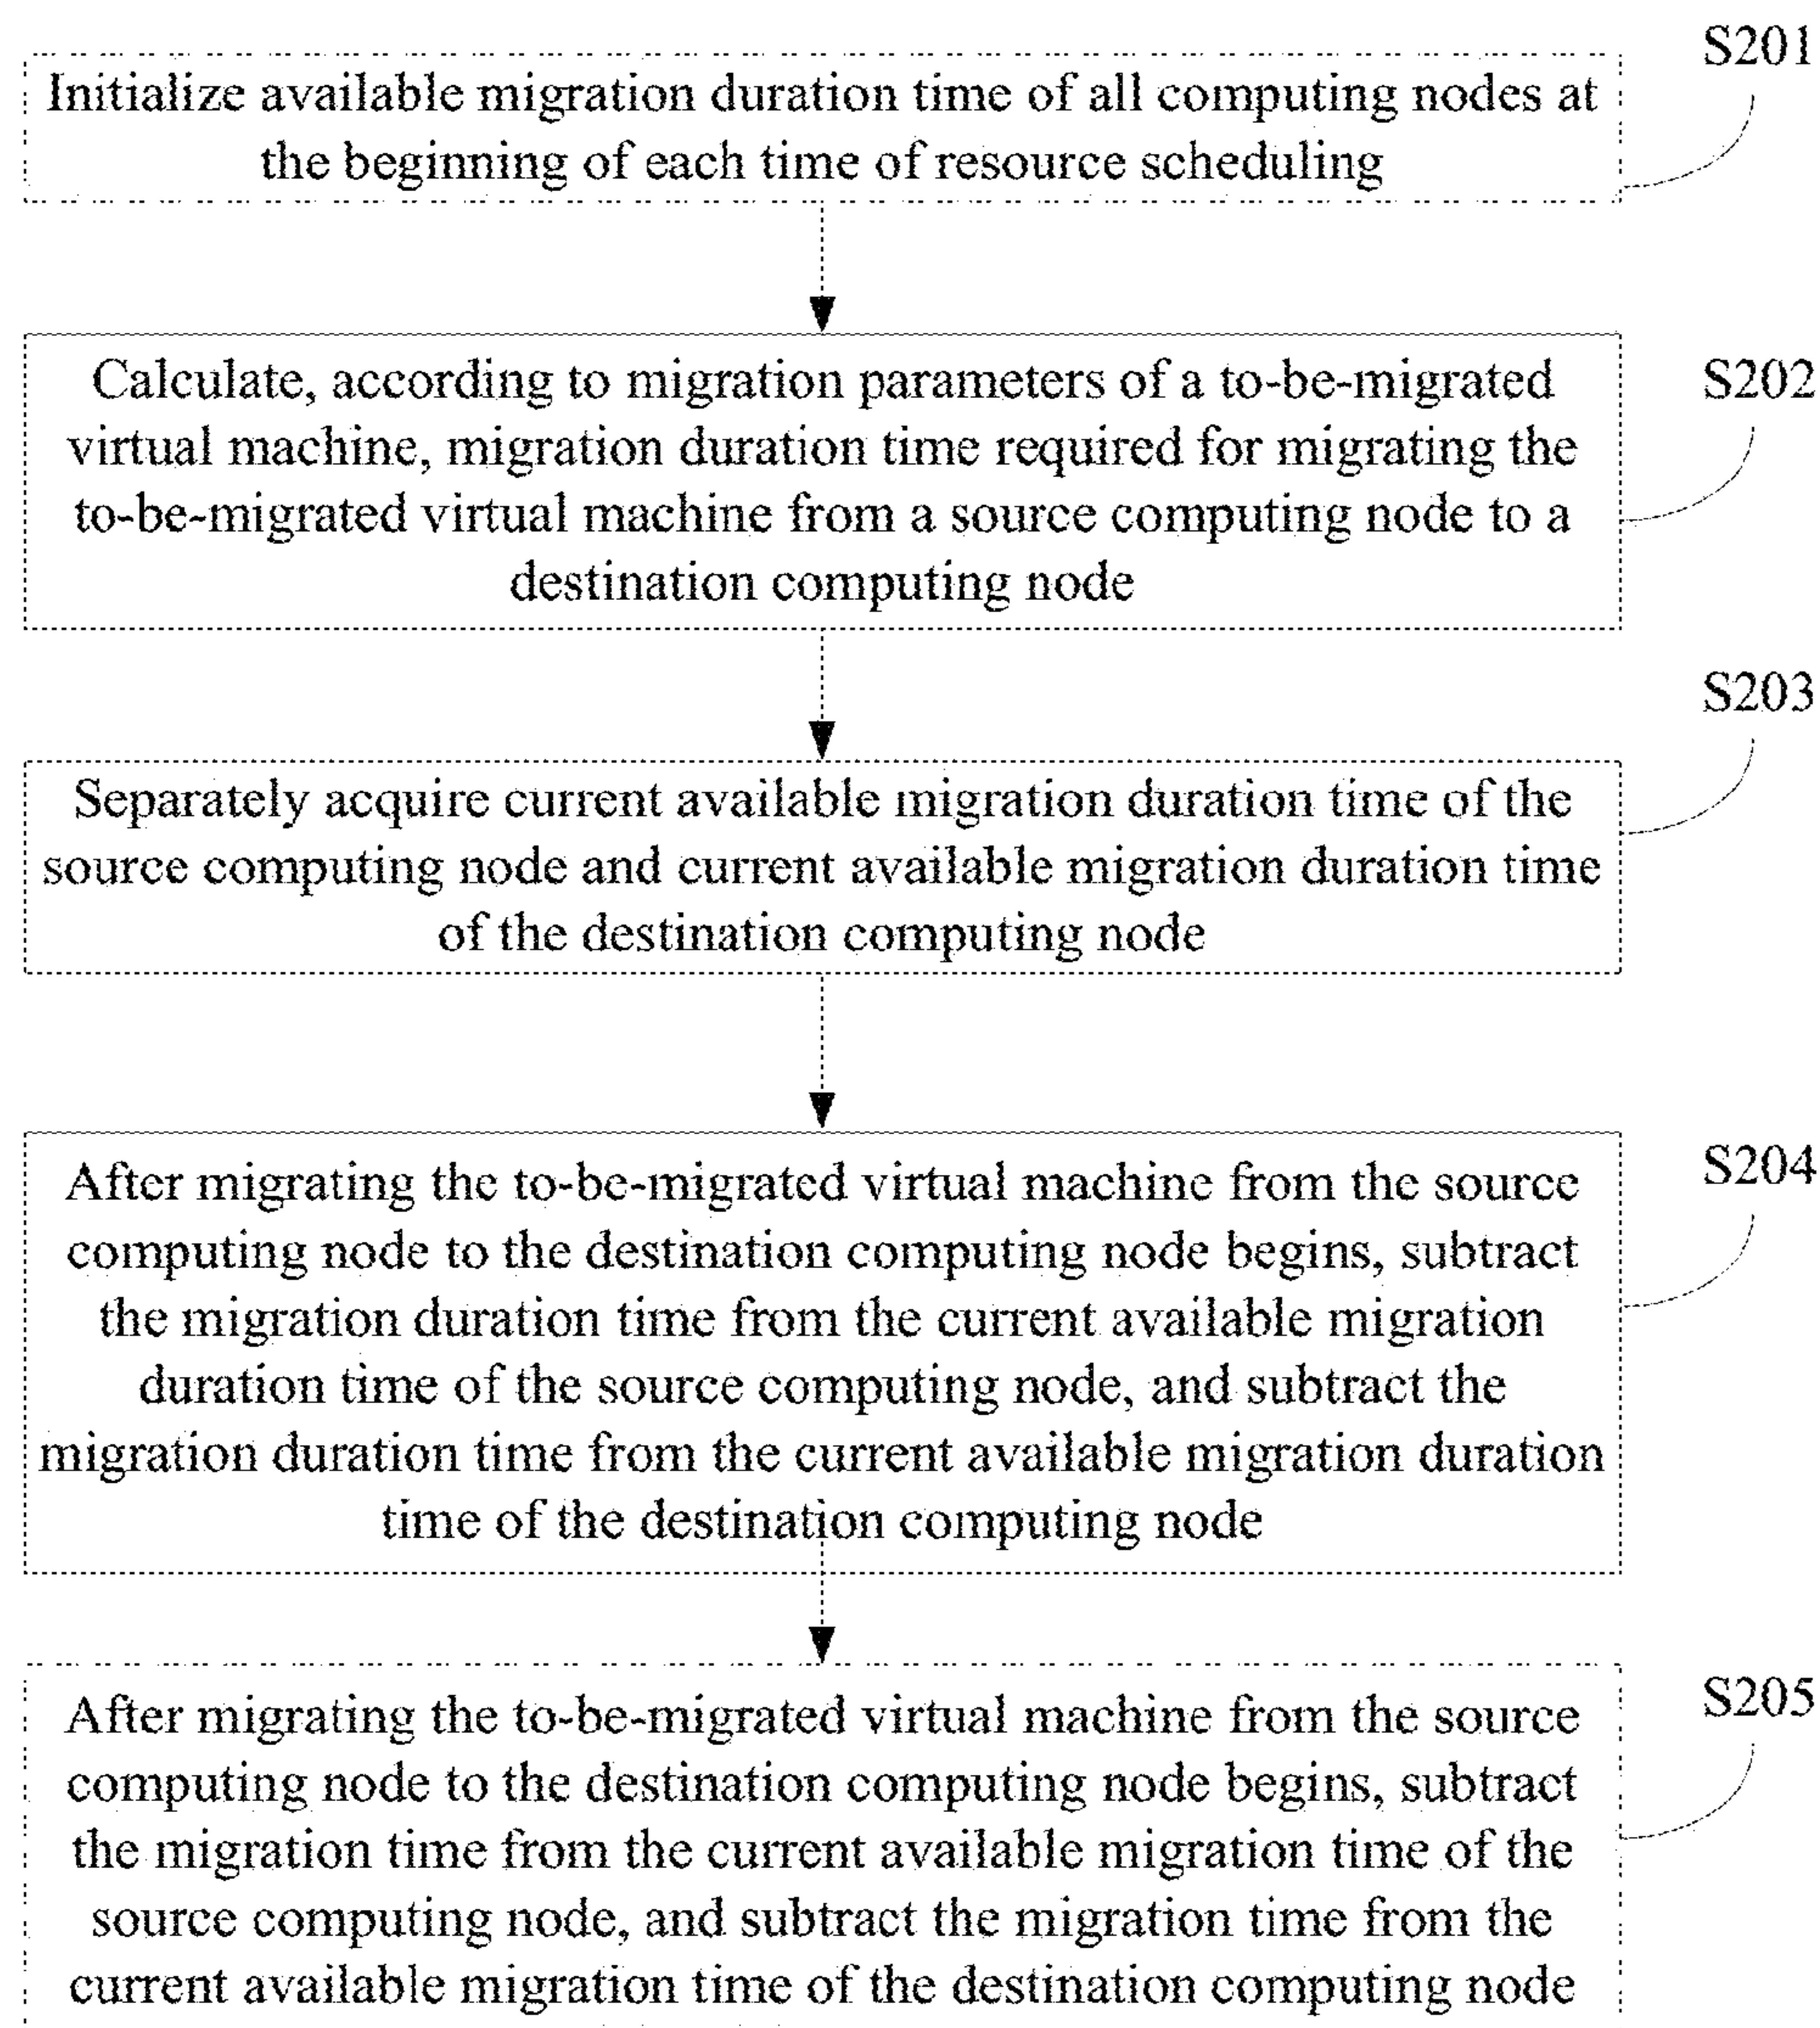 S201
Initialize available migration duration time of all computing nodes at
the beginning of each time of resource scheduling
S202
Calculate, according to migration parameters of a to-be-migrated
virtual machine, migration duration time required for migrating the
to-be-migrated virtual machine from a source computing node to a
destination computing node
S203
Separately acquire current available migration duration time of the
source computing node and current available migration duration time
of the destination computing node
S204
After migrating the to-be-migrated virtual machine from the source
computing node to the destination computing node begins, subtract
the migration duration time from the current available migration
duration time of the source computing node, and subtract the
migration duration time from the current available migration duration
time of the destination computing node
S205
After migrating the to-be-migrated virtual machine from the source
computing node to the destination computing node begins, subtract
the migration time from the current available migration time of the
source computing node, and subtract the migration time from the
current available migration time of the destination computing node